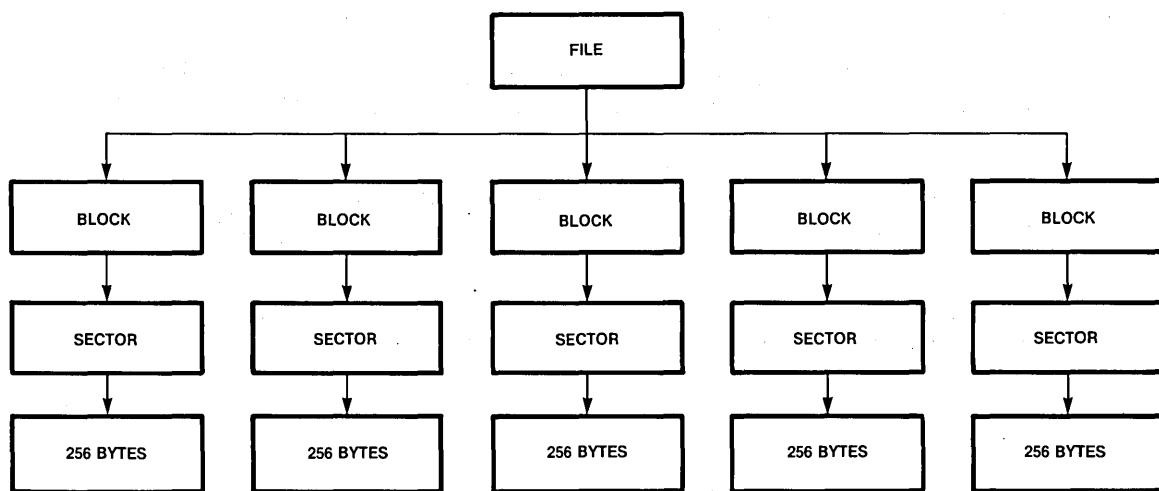 FILE
BLOCK BLOCK BLOCK BLOCK BLOCK
SECTOR SECTOR SECTOR SECTOR SECTOR
256 BYTES 256 BYTES 256 BYTES 256 BYTES 256 BYTES